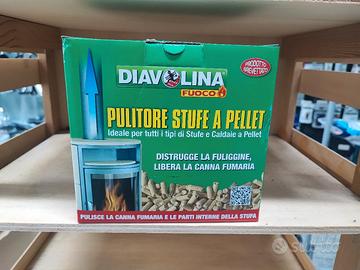 DIAVOLINA
FUOCO
PRODOTTO
BREVETTATO
PULITORE STUFE A PELLET
Ideale per tutti i tipi di Stufe e Caldaie a Pellet
DISTRUGGE LA FULIGGINE,
LIBERA LA CANNA FUMARIA
PULISCE LA CANNA FUMARIA E LE PARTI INTERNE DELLA STUFA
subito